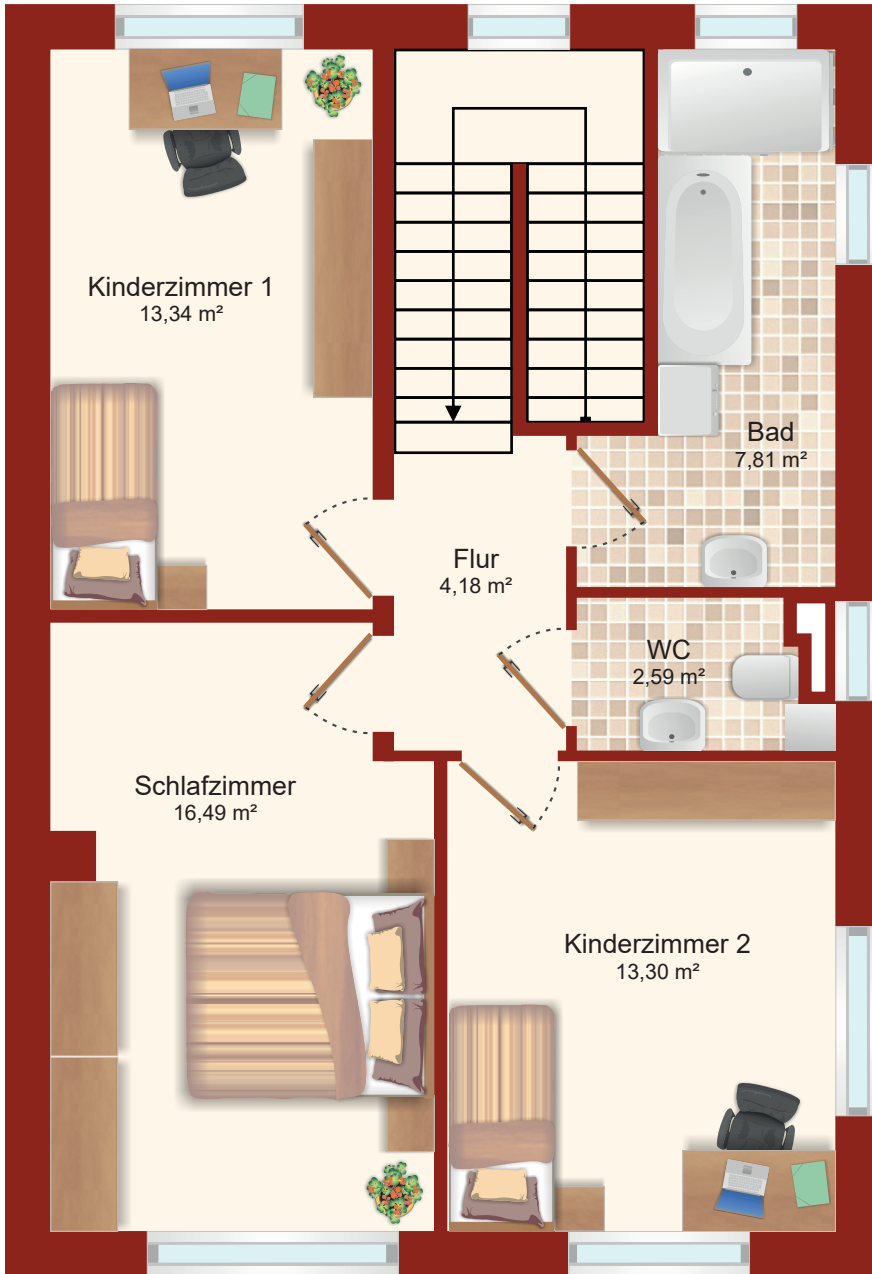 Kinderzimmer 1
13,34 m²
Bad
7,81 m²
Flur
4,18 m²
WC
2,59 m²
Schlafzimmer
16,49 m²
Kinderzimmer 2
13,30 m²